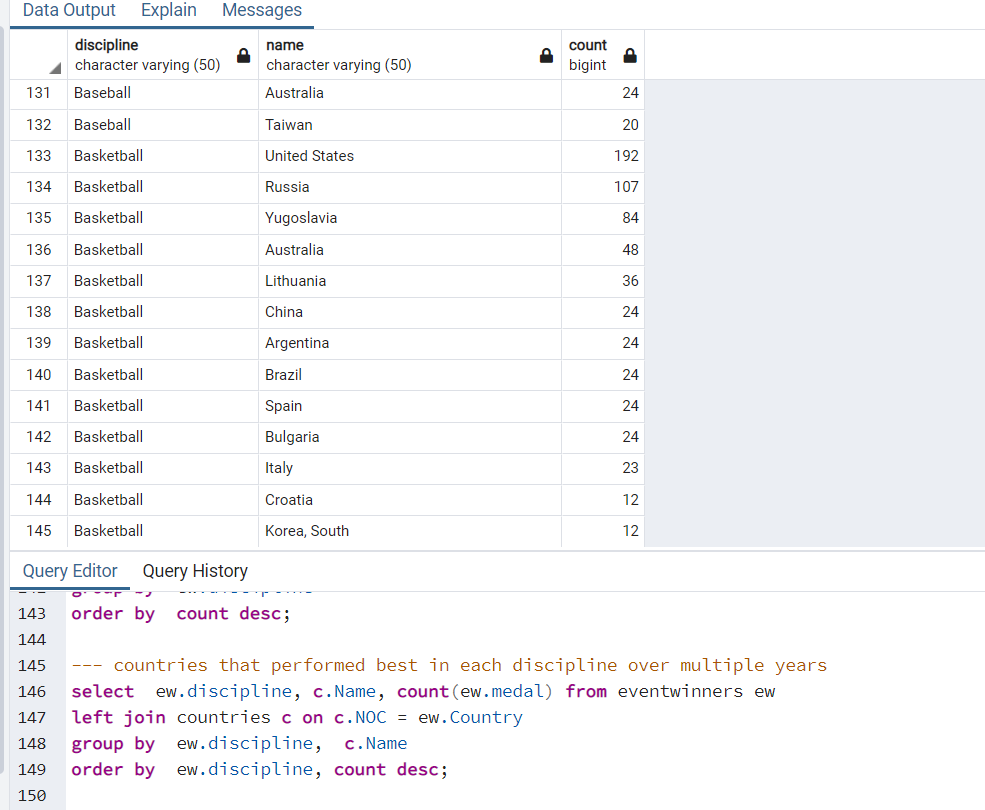 Data Output Explain Messages
discipline name count
character varying (50) character varying (50) bigint
131 Baseball Australia 24
132 Baseball Taiwan 20
133 Basketball United States 192
134 Basketball Russia 107
135 Basketball Yugoslavia 84
136 Basketball Australia 48
137 Basketball Lithuania 36
138 Basketball China 24
139 Basketball Argentina 24
140 Basketball Brazil 24
141 Basketball Spain 24
142 Basketball Bulgaria 24
143 Basketball Italy 23
144 Basketball Croatia 12
145 Basketball Korea, South 12
Query Editor Query History
142 group by ew.discipline
143 order by count desc;
144
145 --- countries that performed best in each discipline over multiple years
146 select ew.discipline, c.Name, count(ew.medal) from eventwinners ew
147 left join countries c on c.NOC = ew.Country
148 group by ew.discipline, c.Name
149 order by ew.discipline, count desc;
150